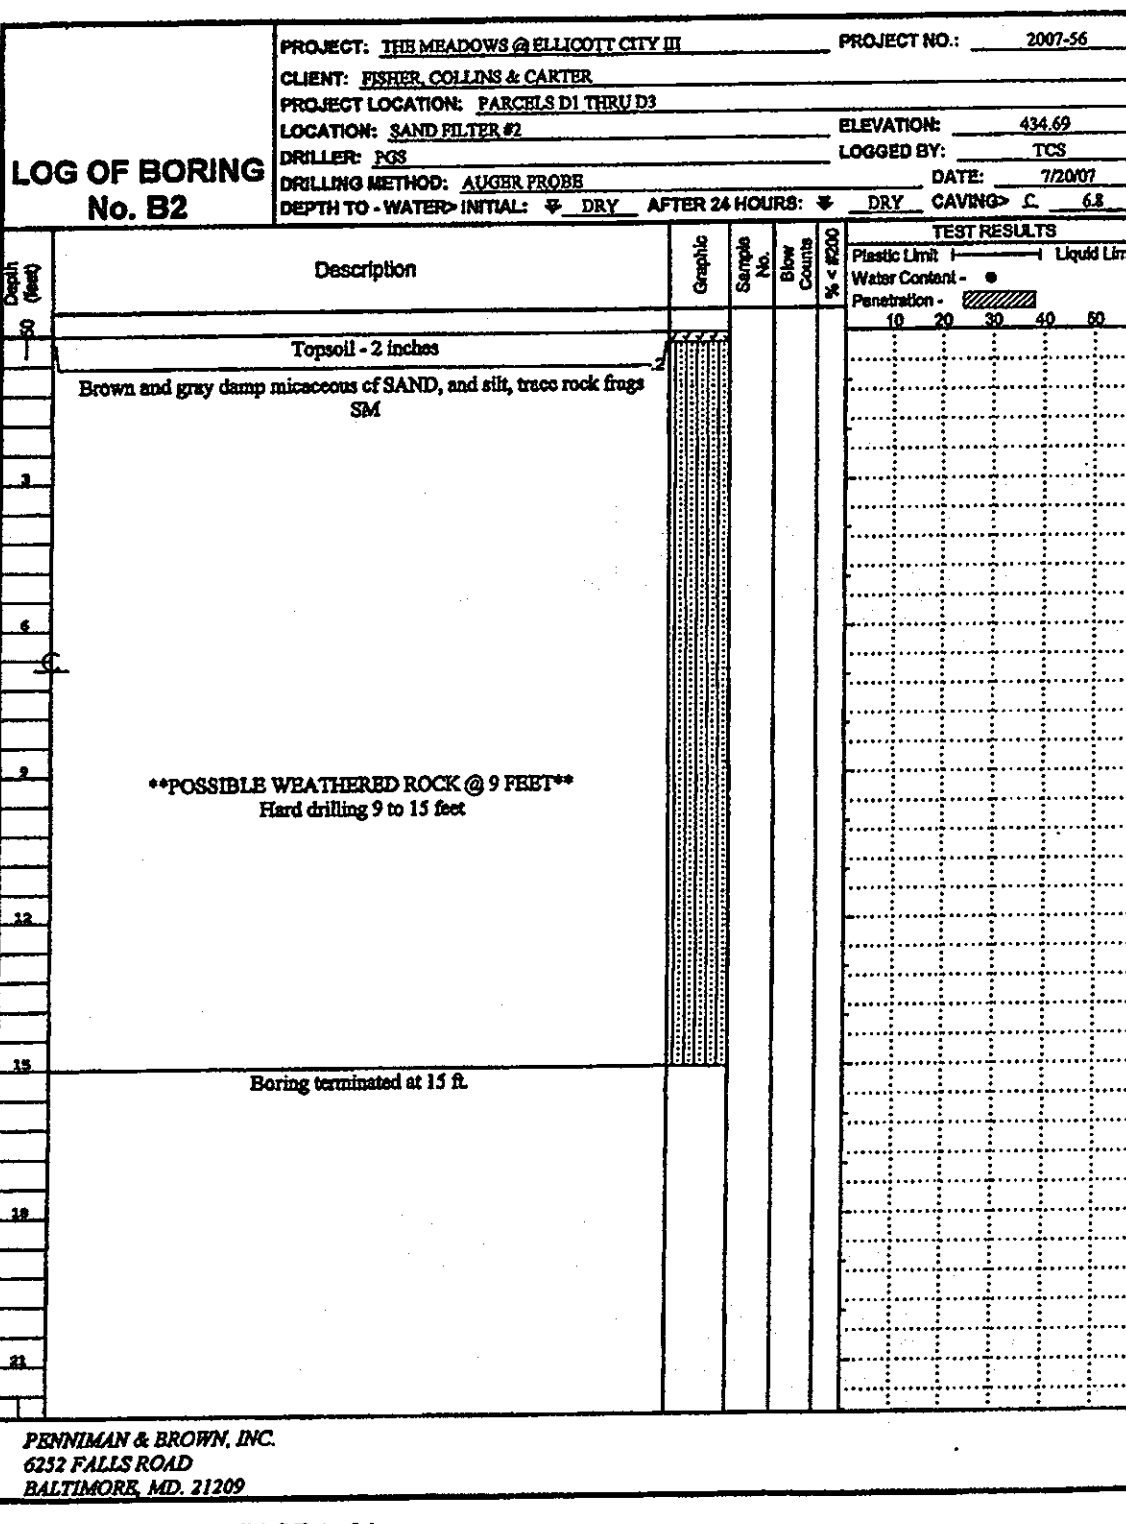 PROJECT: THE MEADOWS @ ELLICOTT CITY III PROJECT NO.: 2007-56
CLIENT: FISHER, COLLINS & CARTER
PROJECT LOCATION: PARCELS D1 THRU D3
LOCATION: SAND FILTER #2 ELEVATION: 434.69
DRILLER: PGS LOGGED BY: TCS
LOG OF BORING
No. B2
DRILLING METHOD: AUGER PROBE DATE: 7/20/07
DEPTH TO - WATER> INITIAL: DRY AFTER 24 HOURS: DRY CAVING> C 6.8
Depth (feet)
Description
Graphic
Sample No.
Blow Counts
% < #200
TEST RESULTS
Plastic Limit Liquid Lim
Water Content -
Penetration -
10 20 30 40 50
0
Topsoil - 2 inches
.2
Brown and gray damp micaceous cf SAND, and silt, trace rock frags
SM
3
6
C
9
**POSSIBLE WEATHERED ROCK @ 9 FEET**
Hard drilling 9 to 15 feet
12
15
Boring terminated at 15 ft.
18
21
PENNIMAN & BROWN, INC.
6252 FALLS ROAD
BALTIMORE, MD. 21209